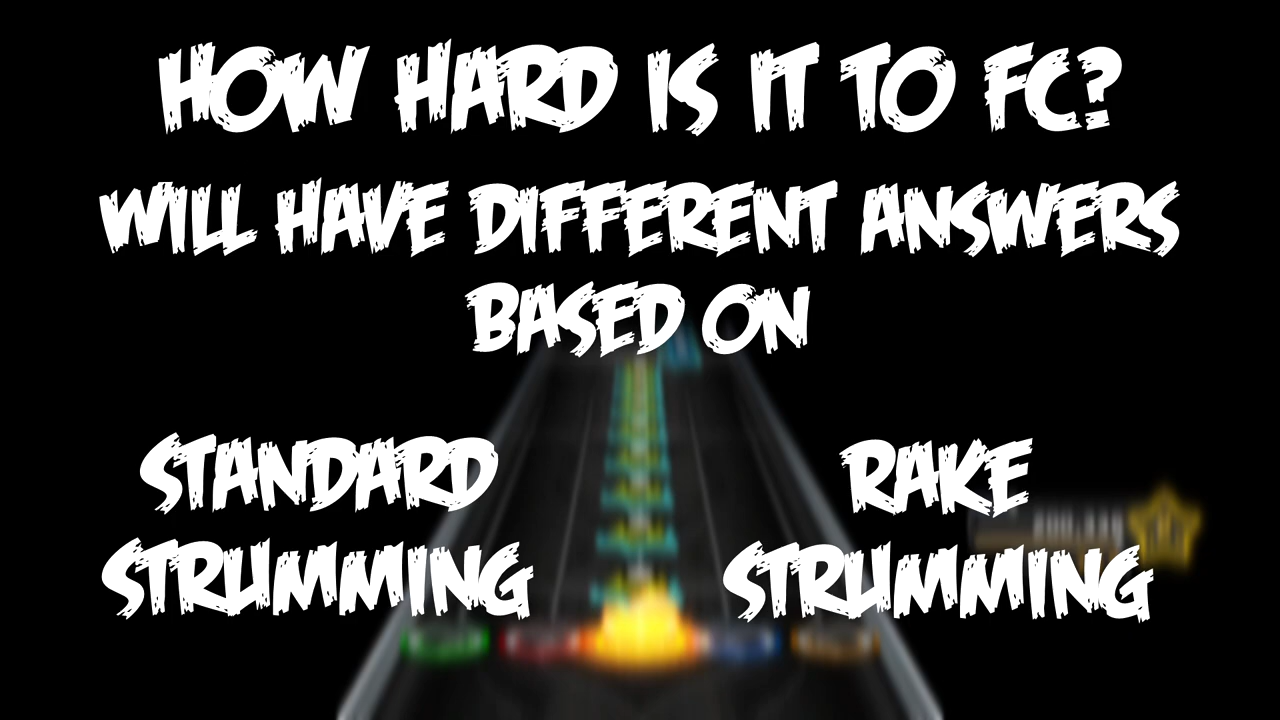 HOW HARD IS IT TO FC?
WILL HAVE DIFFERENT ANSWERS
BASED ON
STANDARD
STRUMMING
RAKE
STRUMMING